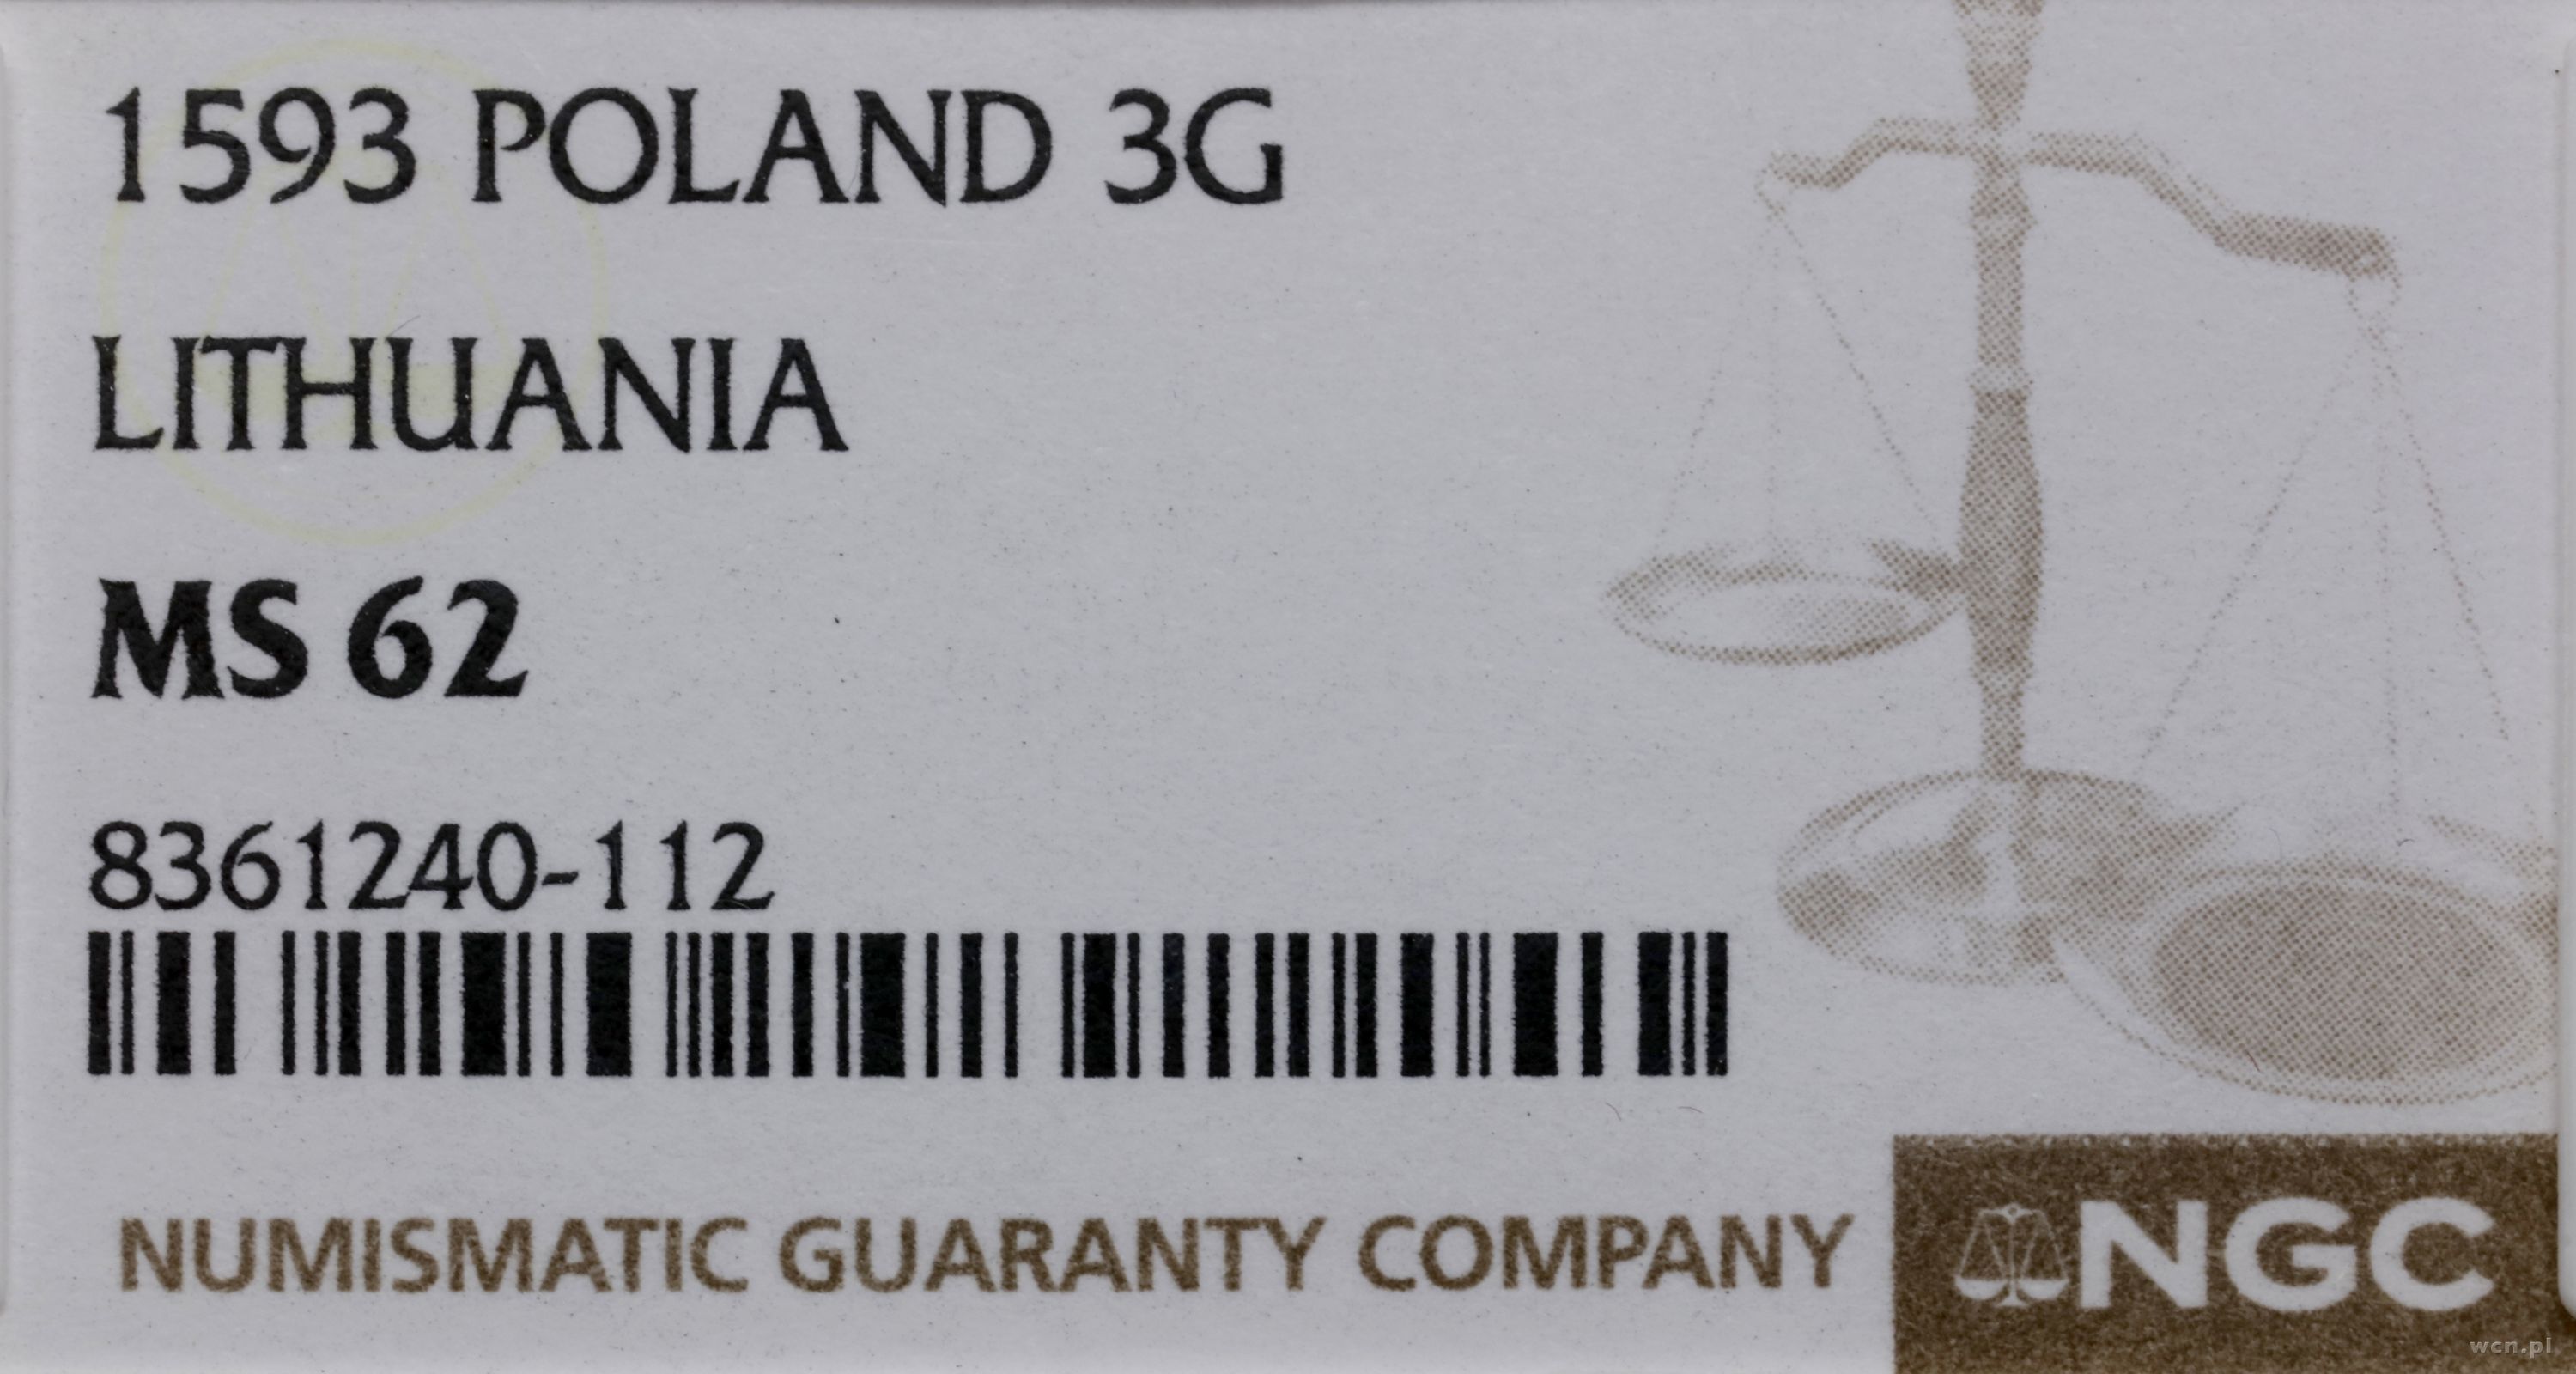 1593 POLAND 3G
LITHUANIA
MS 62
8361240-112
NUMISMATIC GUARANTY COMPANY
NGC
wcn.pl